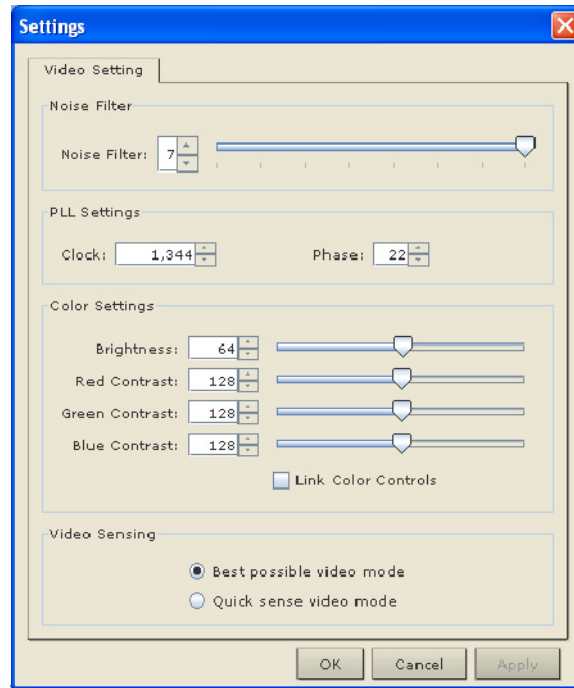 Settings
Video Setting
Noise Filter
Noise Filter: 7
PLL Settings
Clock: 1,344 Phase: 22
Color Settings
Brightness: 64
Red Contrast: 128
Green Contrast: 128
Blue Contrast: 128
Link Color Controls
Video Sensing
Best possible video mode
Quick sense video mode
OK Cancel Apply